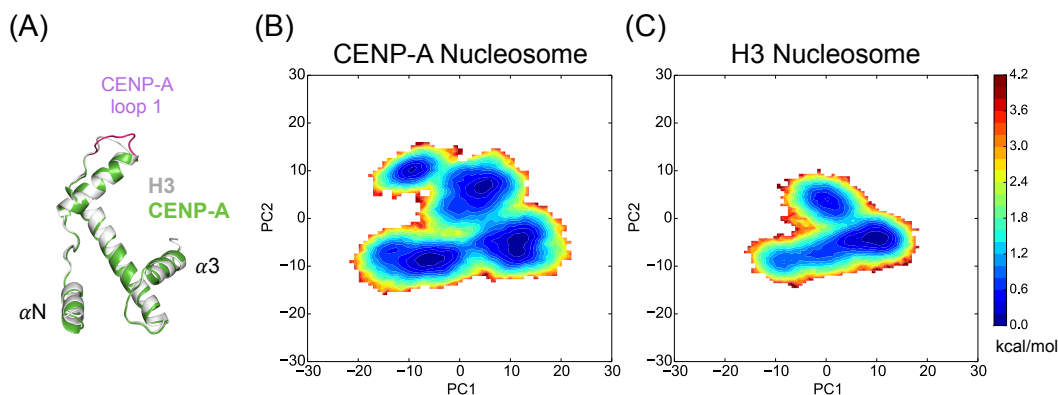 (A)
CENP-A
loop 1
H3
CENP-A
αN
α3
(B)
CENP-A Nucleosome
30
20
10
0
−10
−20
−30
PC2
−30 −20 −10 0 10 20 30
PC1
(C)
H3 Nucleosome
30
20
10
0
−10
−20
−30
PC2
−30 −20 −10 0 10 20 30
PC1
4.2
3.6
3.0
2.4
1.8
1.2
0.6
0.0
kcal/mol